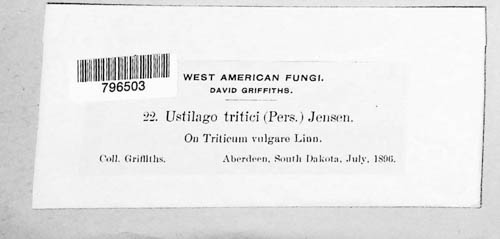 796503
WEST AMERICAN FUNGI.
DAVID GRIFFITHS.
22. Ustilago tritici (Pers.) Jensen.
On Triticum vulgare Linn.
Coll. Griffiths. Aberdeen, South Dakota, July, 1896.